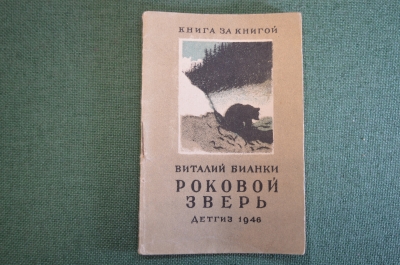 КНИГА ЗА КНИГОЙ
ВИТАЛИЙ БИАНКИ
РОКОВОЙ
ЗВЕРЬ
ДЕТГИЗ 1946